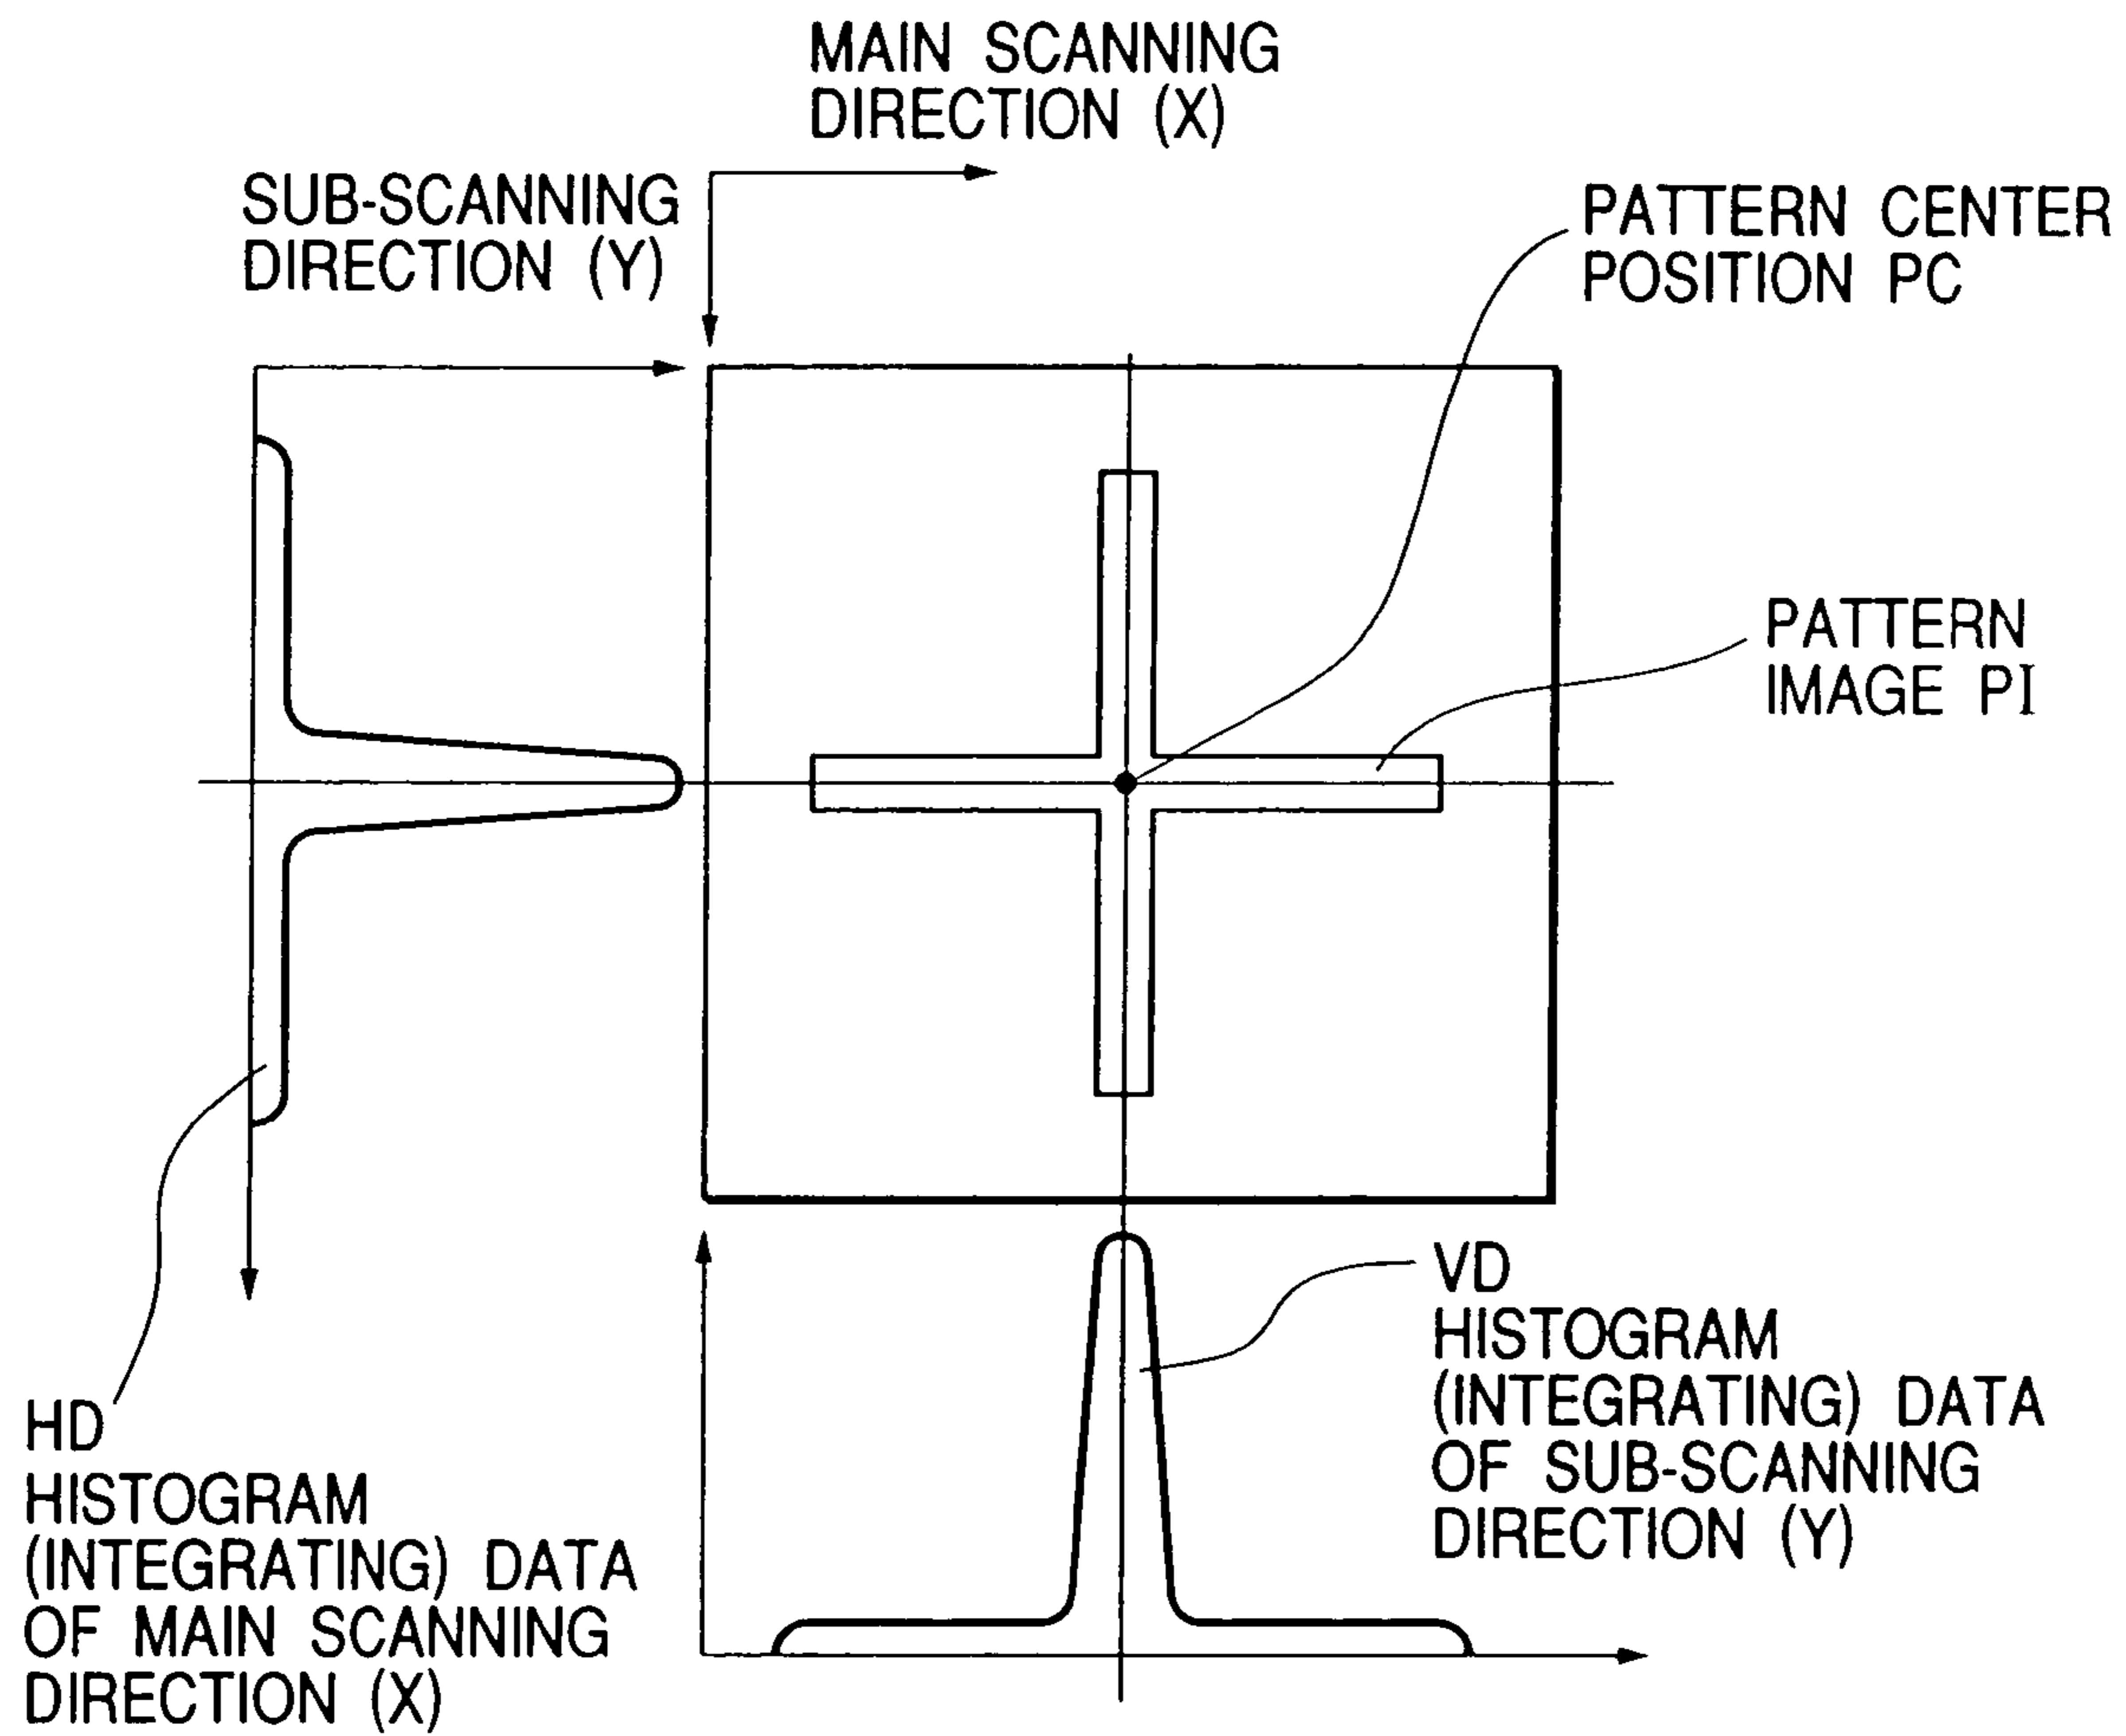 MAIN SCANNING
DIRECTION (X)
SUB-SCANNING
DIRECTION (Y)
PATTERN CENTER
POSITION PC
PATTERN
IMAGE PI
VD
HISTOGRAM
(INTEGRATING) DATA
OF SUB-SCANNING
DIRECTION (Y)
HD
HISTOGRAM
(INTEGRATING) DATA
OF MAIN SCANNING
DIRECTION (X)